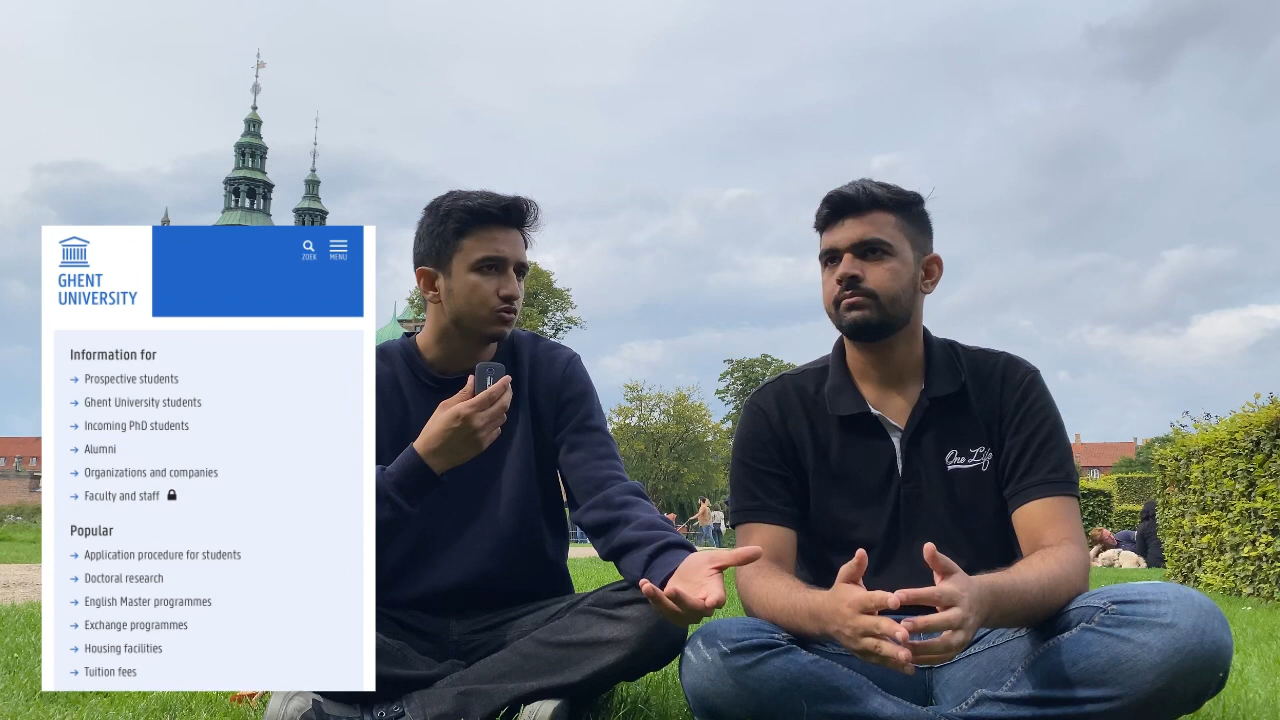 GHENT
UNIVERSITY
ZOEK
MENU
Information for
Prospective students
Ghent University students
Incoming PhD students
Alumni
Organizations and companies
Faculty and staff
Popular
Application procedure for students
Doctoral research
English Master programmes
Exchange programmes
Housing facilities
Tuition fees
One Life